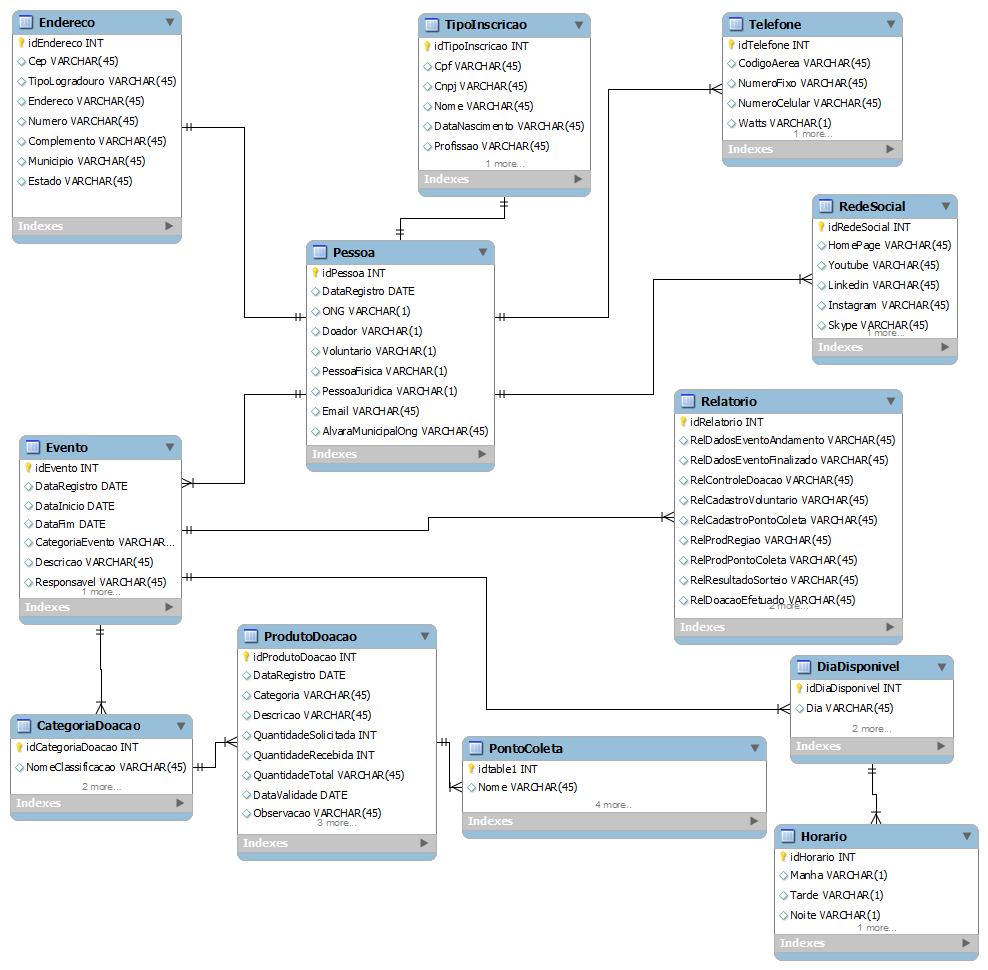 Endereco
idEndereco INT
Cep VARCHAR(45)
TipoLogradouro VARCHAR(45)
Endereco VARCHAR(45)
Numero VARCHAR(45)
Complemento VARCHAR(45)
Municipio VARCHAR(45)
Estado VARCHAR(45)
Indexes
TipoInscricao
idTipoInscricao INT
Cpf VARCHAR(45)
Cnpj VARCHAR(45)
Nome VARCHAR(45)
DataNascimento VARCHAR(45)
Profissao VARCHAR(45)
1 more...
Indexes
Telefone
idTelefone INT
CodigoAerea VARCHAR(45)
NumeroFixo VARCHAR(45)
NumeroCelular VARCHAR(45)
Watts VARCHAR(1)
1 more...
Indexes
RedeSocial
idRedeSocial INT
HomePage VARCHAR(45)
Youtube VARCHAR(45)
Linkedin VARCHAR(45)
Instagram VARCHAR(45)
Skype VARCHAR(45)
1 more...
Indexes
Pessoa
idPessoa INT
DataRegistro DATE
ONG VARCHAR(1)
Doador VARCHAR(1)
Voluntario VARCHAR(1)
PessoaFisica VARCHAR(1)
PessoaJuridica VARCHAR(1)
Email VARCHAR(45)
AlvaraMunicipalOng VARCHAR(45)
Indexes
Relatorio
idRelatorio INT
RelDadosEventoAndamento VARCHAR(45)
RelDadosEventoFinalizado VARCHAR(45)
RelControleDoacao VARCHAR(45)
RelCadastroVoluntario VARCHAR(45)
RelCadastroPontoColeta VARCHAR(45)
RelProdRegiao VARCHAR(45)
RelProdPontoColeta VARCHAR(45)
RelResultadoSorteio VARCHAR(45)
RelDoacaoEfetuado VARCHAR(45)
2 more...
Indexes
Evento
idEvento INT
DataRegistro DATE
DataInicio DATE
DataFim DATE
CategoriaEvento VARCHAR...
Descricao VARCHAR(45)
Responsavel VARCHAR(45)
1 more...
Indexes
ProdutoDoacao
idProdutoDoacao INT
DataRegistro DATE
Categoria VARCHAR(45)
Descricao VARCHAR(45)
QuantidadeSolicitada INT
QuantidadeRecebida INT
QuantidadeTotal VARCHAR(45)
DataValidade DATE
Observacao VARCHAR(45)
3 more...
Indexes
DiaDisponivel
idDiaDisponivel INT
Dia VARCHAR(45)
2 more...
Indexes
CategoriaDoacao
idCategoriaDoacao INT
NomeClassificacao VARCHAR(45)
2 more...
Indexes
PontoColeta
idtable1 INT
Nome VARCHAR(45)
4 more...
Indexes
Horario
idHorario INT
Manha VARCHAR(1)
Tarde VARCHAR(1)
Noite VARCHAR(1)
1 more...
Indexes